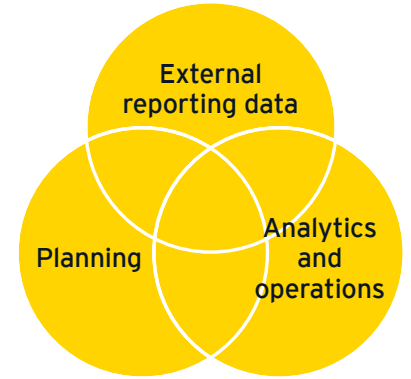 External
reporting data
Planning
Analytics
and
operations